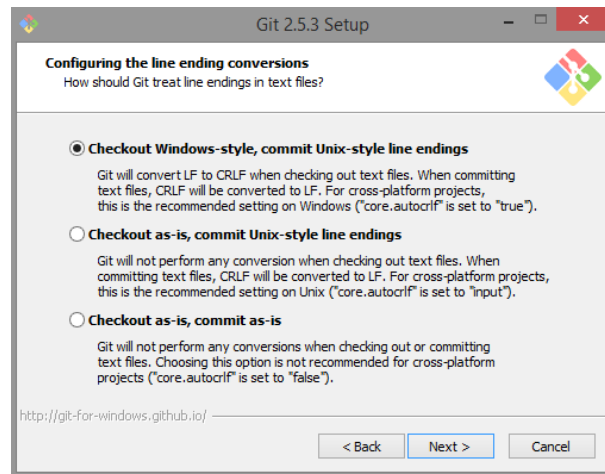 Git 2.5.3 Setup
Configuring the line ending conversions
How should Git treat line endings in text files?
Checkout Windows-style, commit Unix-style line endings
Git will convert LF to CRLF when checking out text files. When committing
text files, CRLF will be converted to LF. For cross-platform projects,
this is the recommended setting on Windows ("core.autocrlf" is set to "true").
Checkout as-is, commit Unix-style line endings
Git will not perform any conversion when checking out text files. When
committing text files, CRLF will be converted to LF. For cross-platform projects,
this is the recommended setting on Unix ("core.autocrlf" is set to "input").
Checkout as-is, commit as-is
Git will not perform any conversions when checking out or committing
text files. Choosing this option is not recommended for cross-platform
projects ("core.autocrlf" is set to "false").
http://git-for-windows.github.io/
< Back Next > Cancel